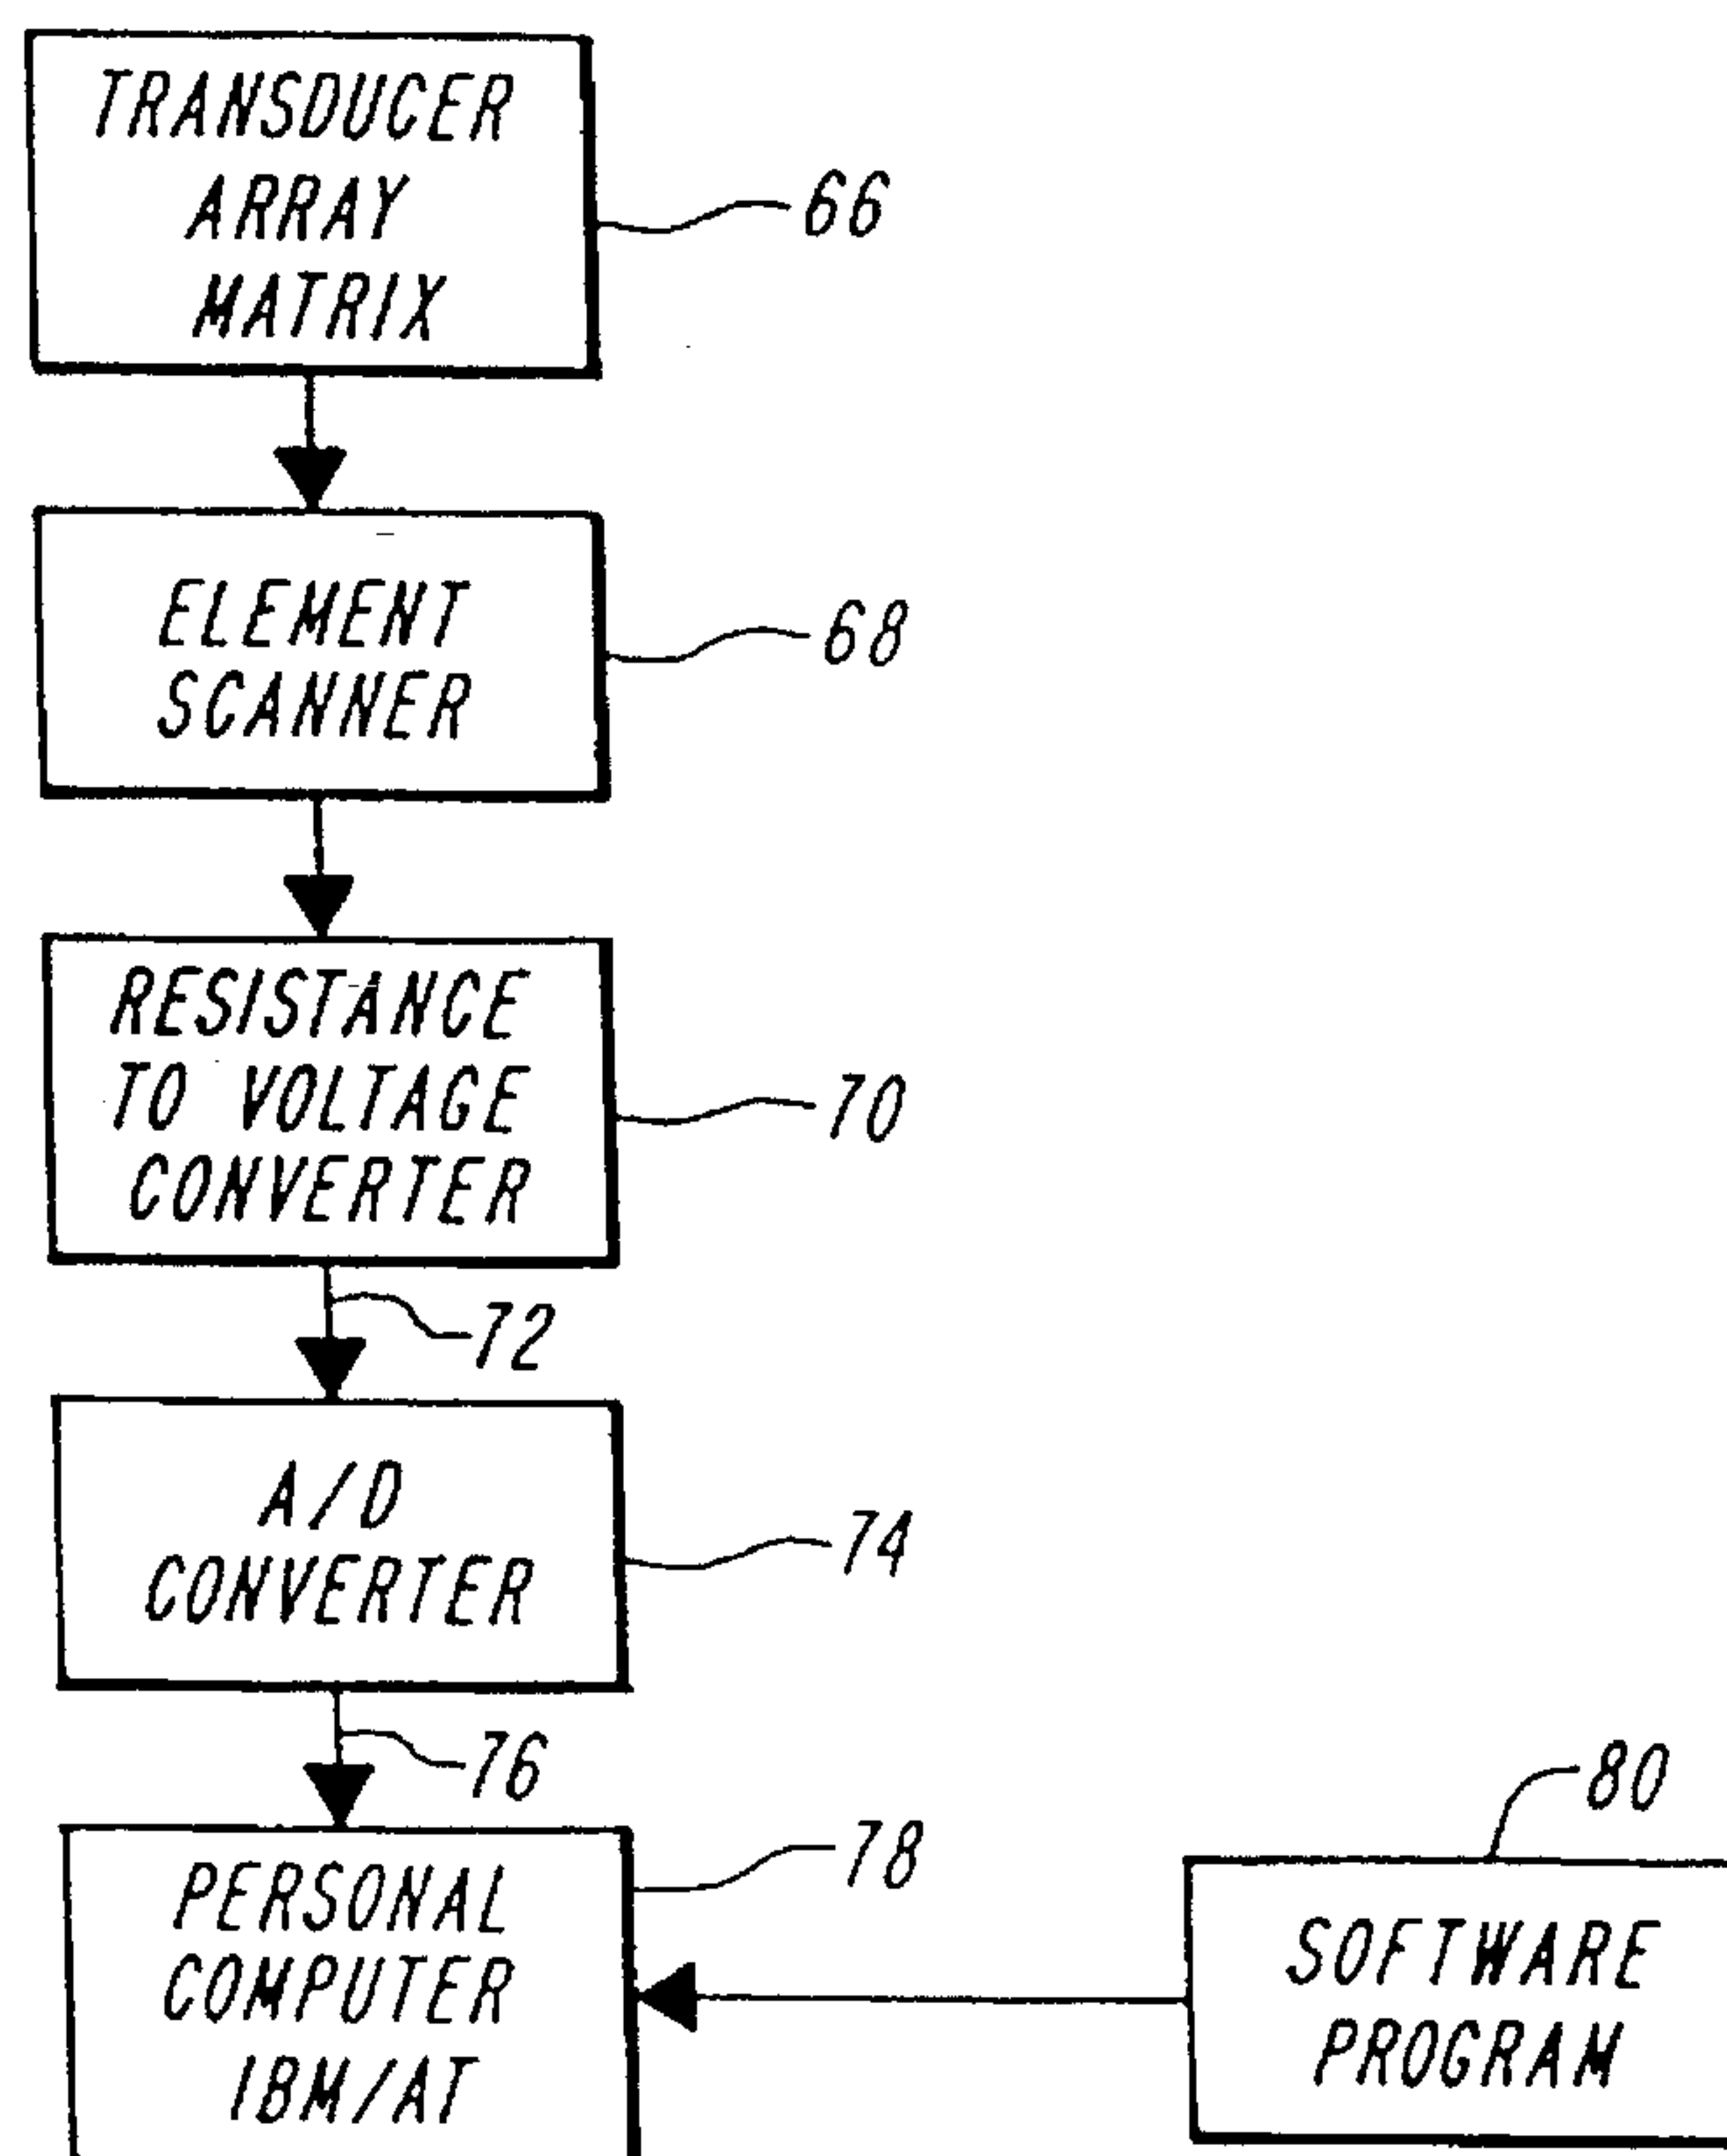 TRANSDUCER
ARRAY
MATRIX
66
ELEMENT
SCANNER
68
RESISTANCE
TO VOLTAGE
CONVERTER
70
72
A/D
CONVERTER
74
76
PERSONAL
COMPUTER
IBM/AT
78
80
SOFTWARE
PROGRAM